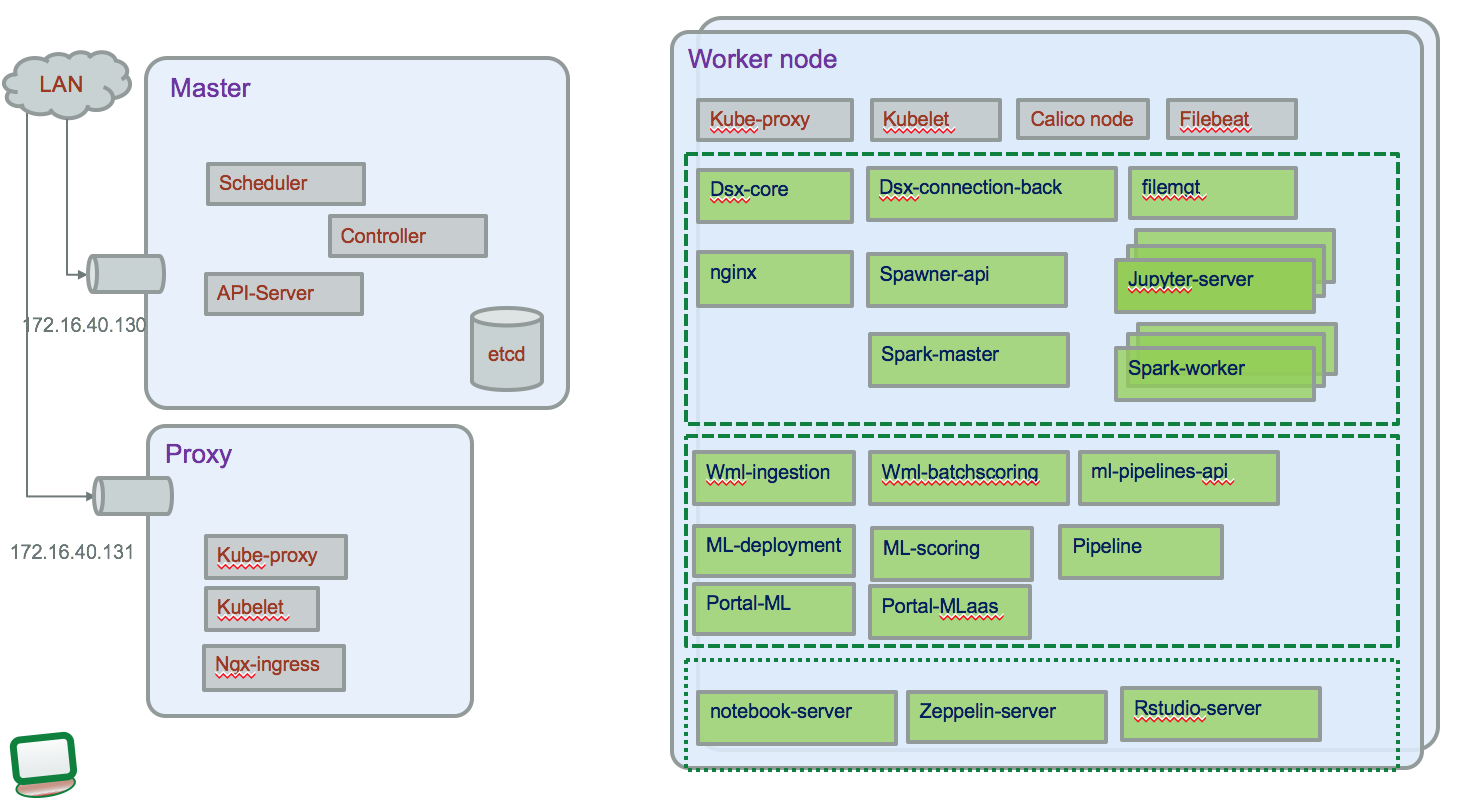 LAN
Master
Scheduler
Controller
API-Server
etcd
172.16.40.130
Proxy
172.16.40.131
Kube-proxy
Kubelet
Ngx-ingress
Worker node
Kube-proxy
Kubelet
Calico node
Filebeat
Dsx-core
Dsx-connection-back
filemgt
nginx
Spawner-api
Jupyter-server
Spark-master
Spark-worker
Wml-ingestion
Wml-batchscoring
ml-pipelines-api
ML-deployment
ML-scoring
Pipeline
Portal-ML
Portal-MLaas
notebook-server
Zeppelin-server
Rstudio-server